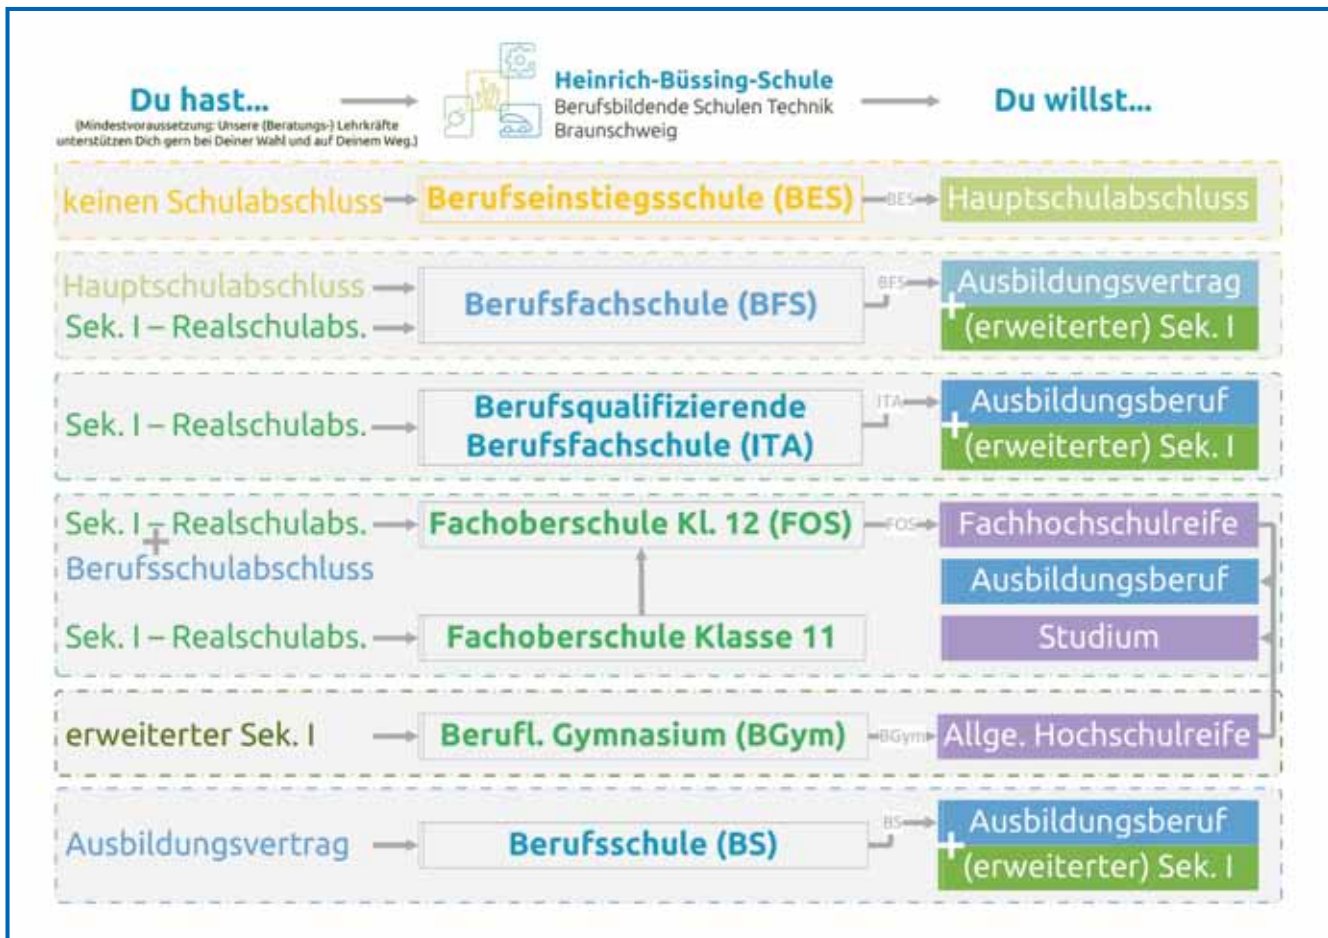 Du hast...
(Mindestvoraussetzung: Unsere (Beratungs-) Lehrkräfte
unterstützen Dich gern bei Deiner Wahl und auf Deinem Weg.)
Heinrich-Büssing-Schule
Berufsbildende Schulen Technik
Braunschweig
Du willst...
keinen Schulabschluss
Berufseinstiegsschule (BES)
BES
Hauptschulabschluss
Hauptschulabschluss
Sek. I – Realschulabs.
Berufsfachschule (BFS)
BFS
Ausbildungsvertrag
+
(erweiterter) Sek. I
Sek. I – Realschulabs.
Berufsqualifizierende
Berufsfachschule (ITA)
ITA
Ausbildungsberuf
+
(erweiterter) Sek. I
Sek. I – Realschulabs.
+
Berufsschulabschluss
Fachoberschule Kl. 12 (FOS)
FOS
Fachhochschulreife
Ausbildungsberuf
Sek. I – Realschulabs.
Fachoberschule Klasse 11
Studium
erweiterter Sek. I
Berufl. Gymnasium (BGym)
BGym
Allge. Hochschulreife
Ausbildungsvertrag
Berufsschule (BS)
BS
Ausbildungsberuf
+
(erweiterter) Sek. I